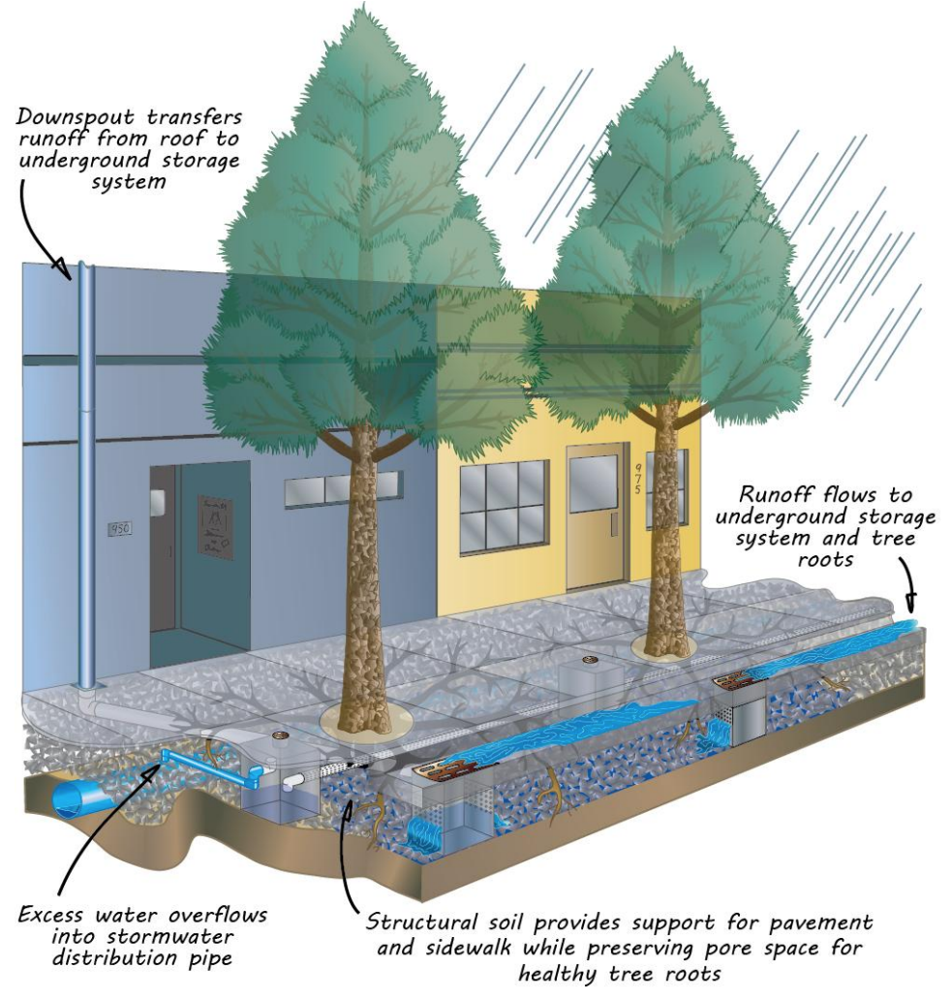 Downspout transfers
runoff from roof to
underground storage
system
950
975
Runoff flows to
underground storage
system and tree
roots
Excess water overflows
into stormwater
distribution pipe
Structural soil provides support for pavement
and sidewalk while preserving pore space for
healthy tree roots